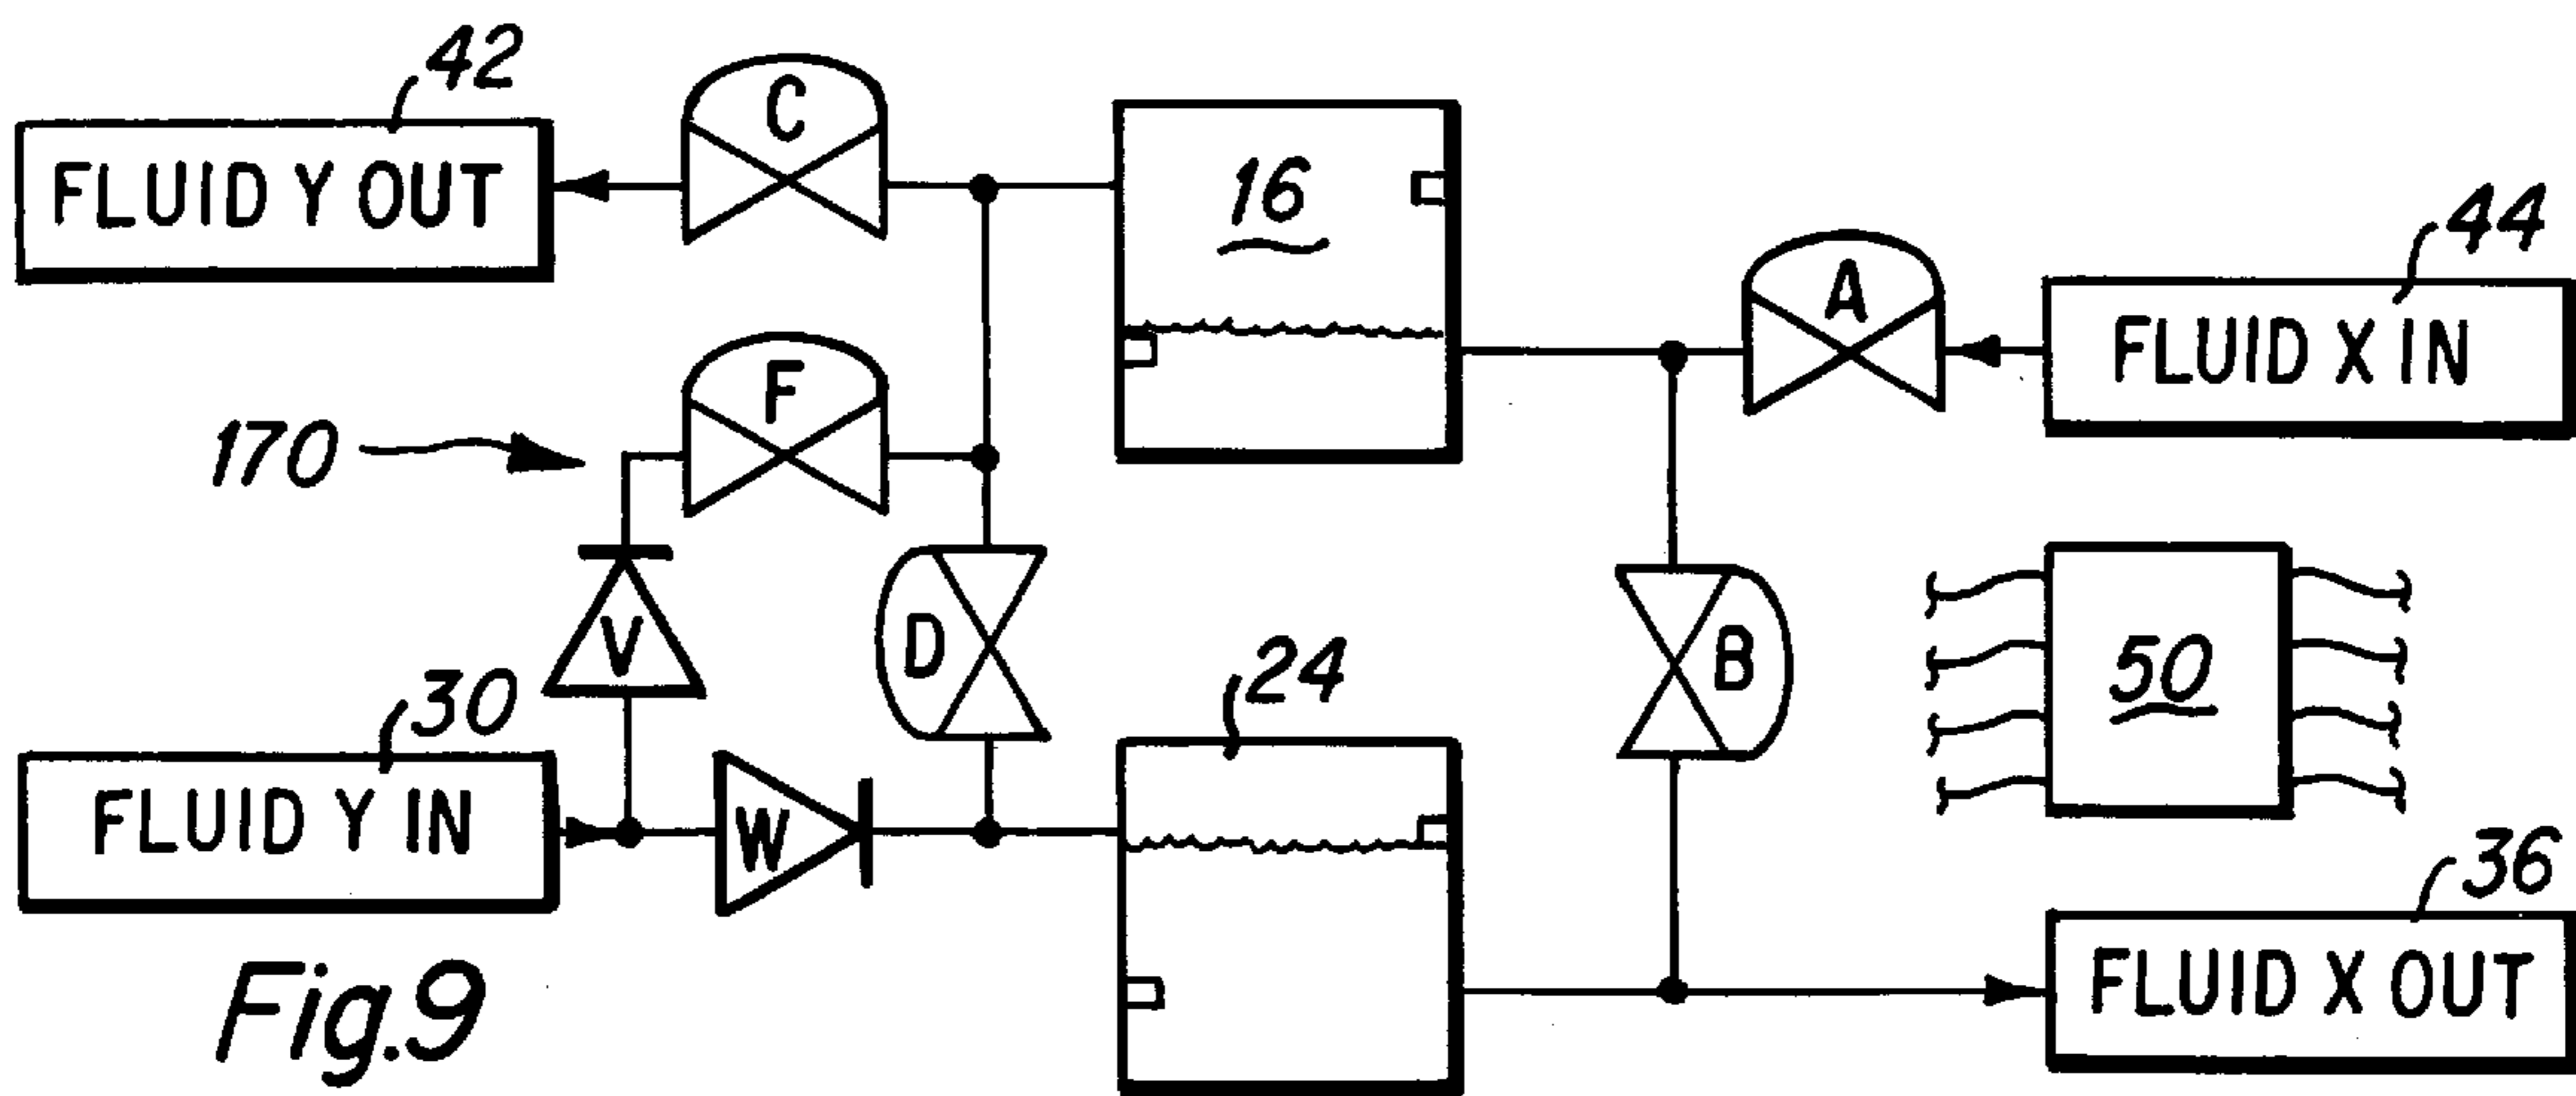 42
C
FLUID Y OUT
16
44
A
FLUID X IN
F
170
V
D
B
50
30
24
FLUID Y IN
W
36
FLUID X OUT
Fig.9